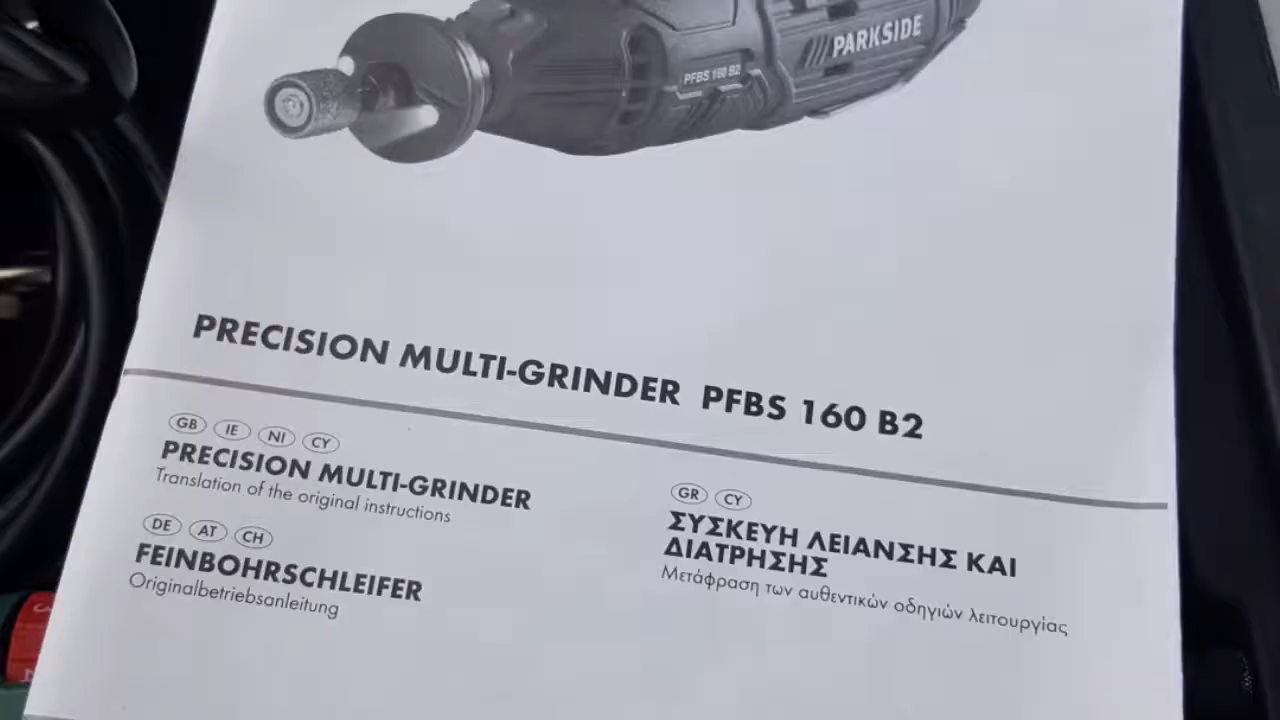 PARKSIDE
PFBS 160 B2
PRECISION MULTI-GRINDER PFBS 160 B2
GB IE NI CY
PRECISION MULTI-GRINDER
Translation of the original instructions
DE AT CH
FEINBOHRSCHLEIFER
Originalbetriebsanleitung
GR CY
ΣΥΣΚΕΥΗ ΛΕΙΑΝΣΗΣ ΚΑΙ
ΔΙΑΤΡΗΣΗΣ
Μετάφραση των αυθεντικών οδηγιών λειτουργίας